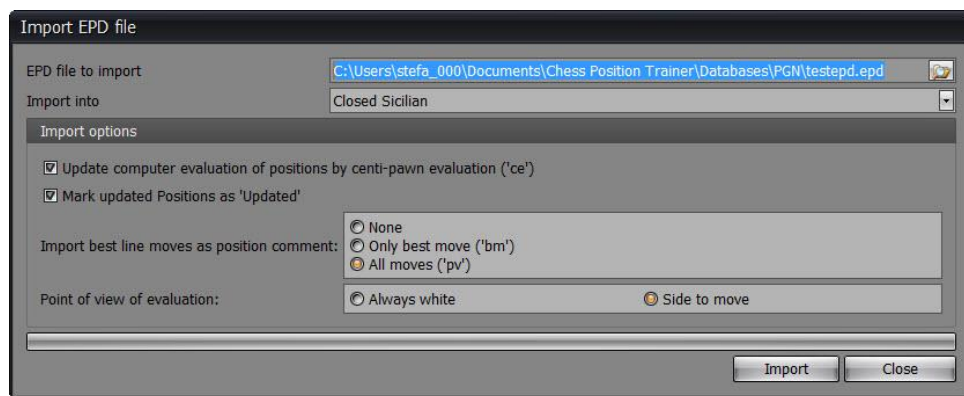 Import EPD file
EPD file to import C:\Users\stefa_000\Documents\Chess Position Trainer\Databases\PGN\testepd.epd
Import into Closed Sicilian
Import options
Update computer evaluation of positions by centi-pawn evaluation ('ce')
Mark updated Positions as 'Updated'
None
Import best line moves as position comment: Only best move ('bm')
All moves ('pv')
Point of view of evaluation: Always white Side to move
Import Close